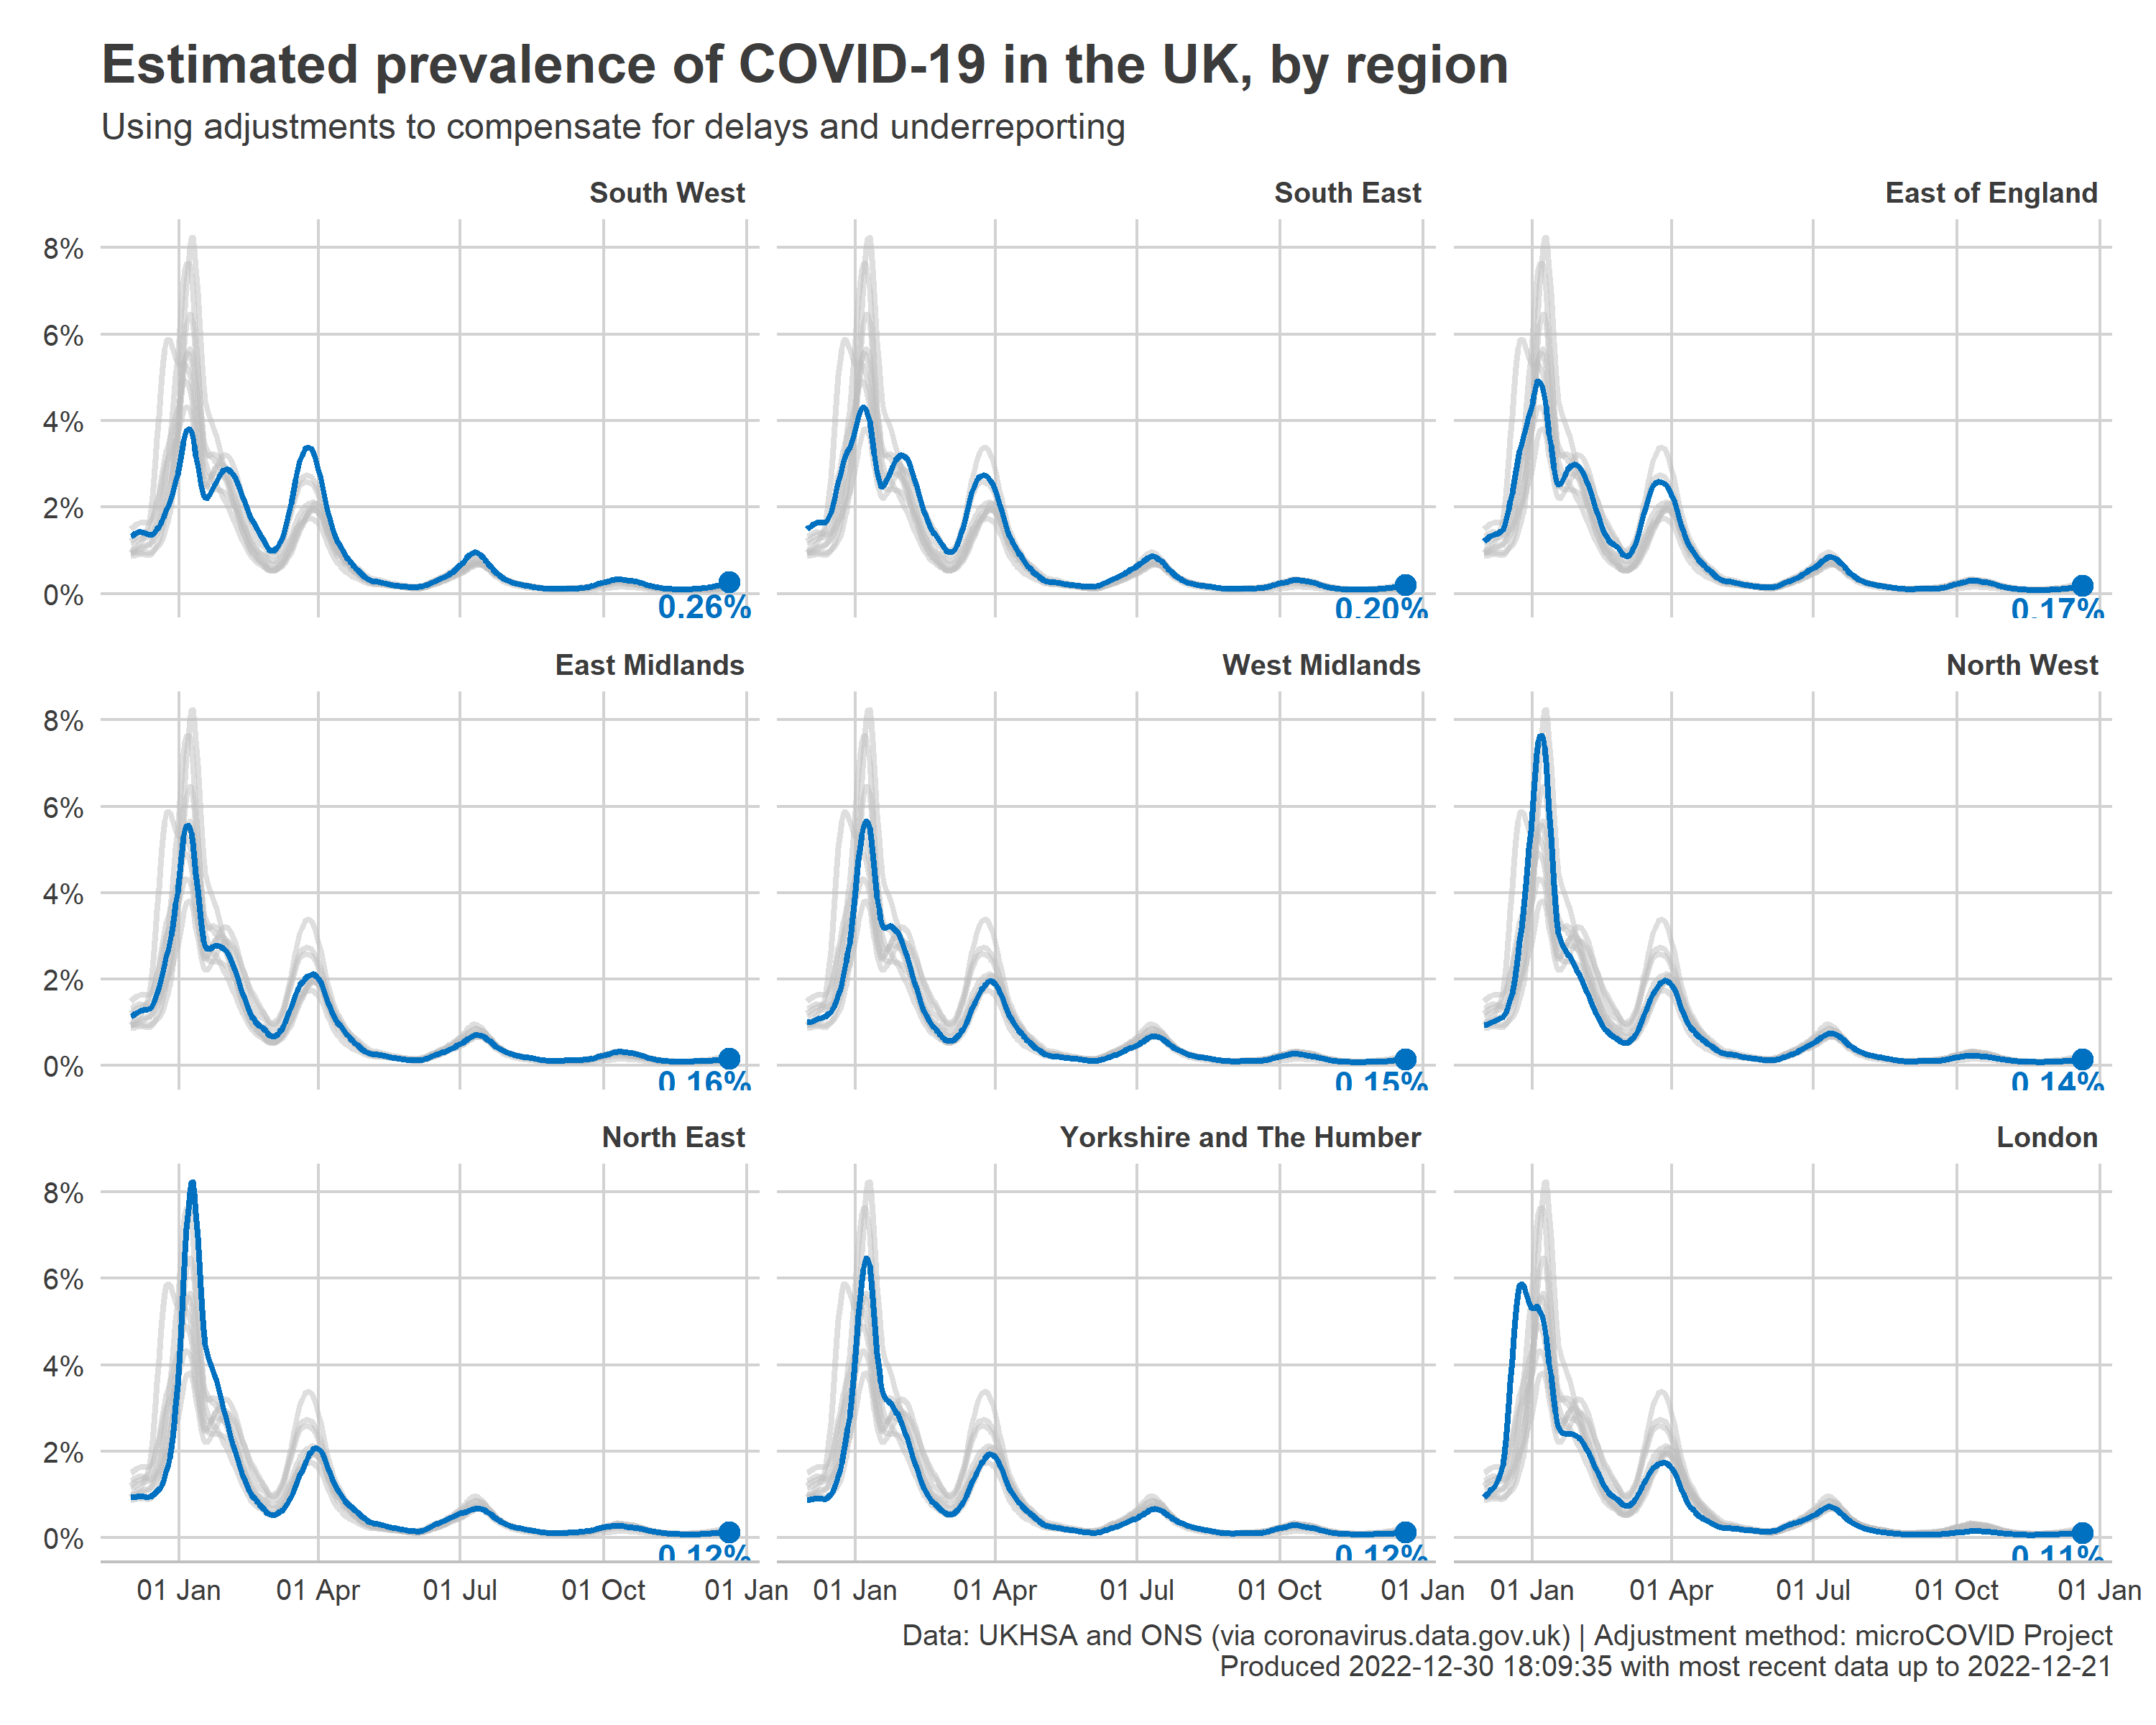 Estimated prevalence of COVID-19 in the UK, by region
Using adjustments to compensate for delays and underreporting
South West
South East
East of England
8%
6%
4%
2%
0%
0.26%
0.20%
0.17%
East Midlands
West Midlands
North West
8%
6%
4%
2%
0%
0.16%
0.15%
0.14%
North East
Yorkshire and The Humber
London
8%
6%
4%
2%
0%
0.12%
0.12%
0.11%
01 Jan 01 Apr 01 Jul 01 Oct 01 Jan 01 Jan 01 Apr 01 Jul 01 Oct 01 Jan 01 Jan 01 Apr 01 Jul 01 Oct 01 Jan
Data: UKHSA and ONS (via coronavirus.data.gov.uk) | Adjustment method: microCOVID Project
Produced 2022-12-30 18:09:35 with most recent data up to 2022-12-21